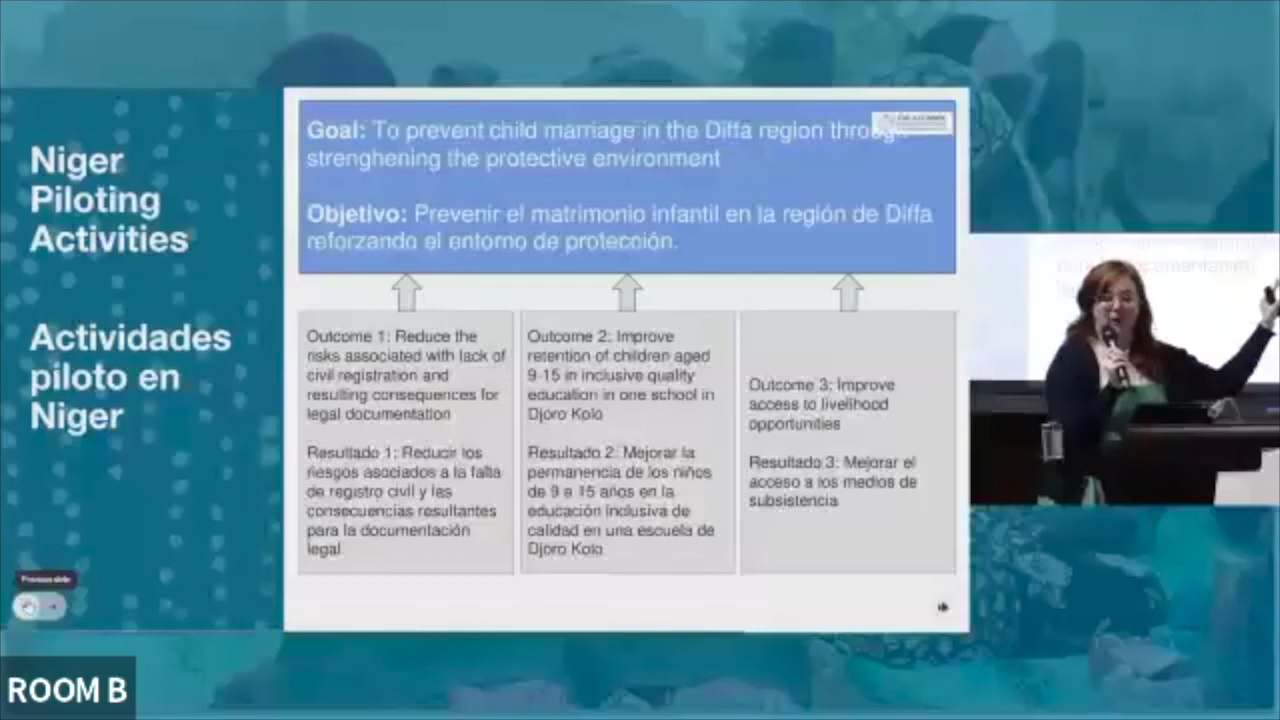 Niger
Piloting
Activities
Actividades
piloto en
Niger
Goal: To prevent child marriage in the Diffa region through
strenghening the protective environment
Objetivo: Prevenir el matrimonio infantil en la región de Diffa
reforzando el entorno de protección.
Outcome 1: Reduce the
risks associated with lack of
civil registration and
resulting consequences for
legal documentation
Resultado 1: Reducir los
riesgos asociados a la falta
de registro civil y las
consecuencias resultantes
para la documentación
legal
Outcome 2: Improve
retention of children aged
9-15 in inclusive quality
education in one school in
Djoro Kolo
Resultado 2: Mejorar la
permanencia de los niños
de 9 a 15 años en la
educación inclusiva de
calidad en una escuela de
Djoro Kolo
Outcome 3: Improve
access to livelihood
opportunities
Resultado 3: Mejorar el
acceso a los medios de
subsistencia
Previous slide
ROOM B